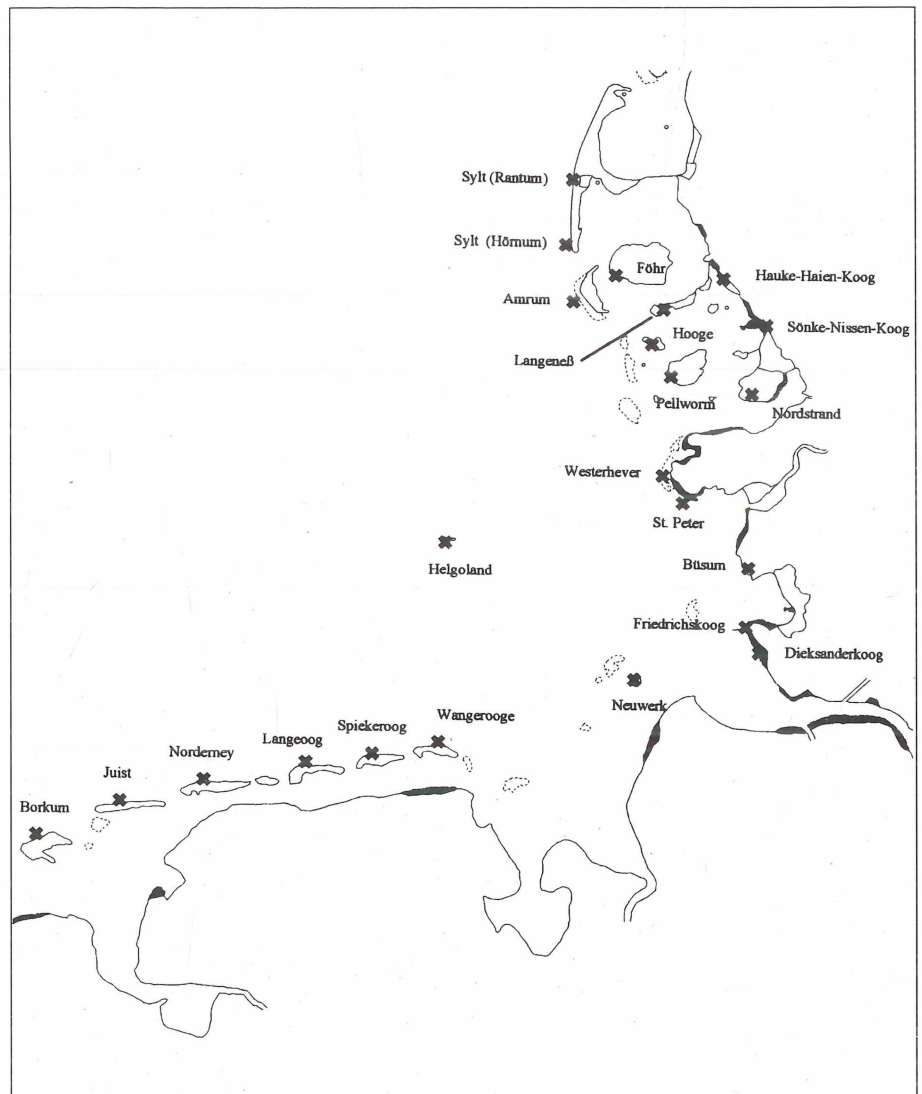 Sylt (Rantum)
Sylt (Hörnum)
Föhr
Hauke-Haien-Koog
Amrum
Sönke-Nissen-Koog
Hooge
Langeneß
Pellworm
Nordstrand
Westerhever
St. Peter
Helgoland
Büsum
Friedrichskoog
Dieksanderkoog
Neuwerk
Wangerooge
Spiekeroog
Langeoog
Norderney
Juist
Borkum